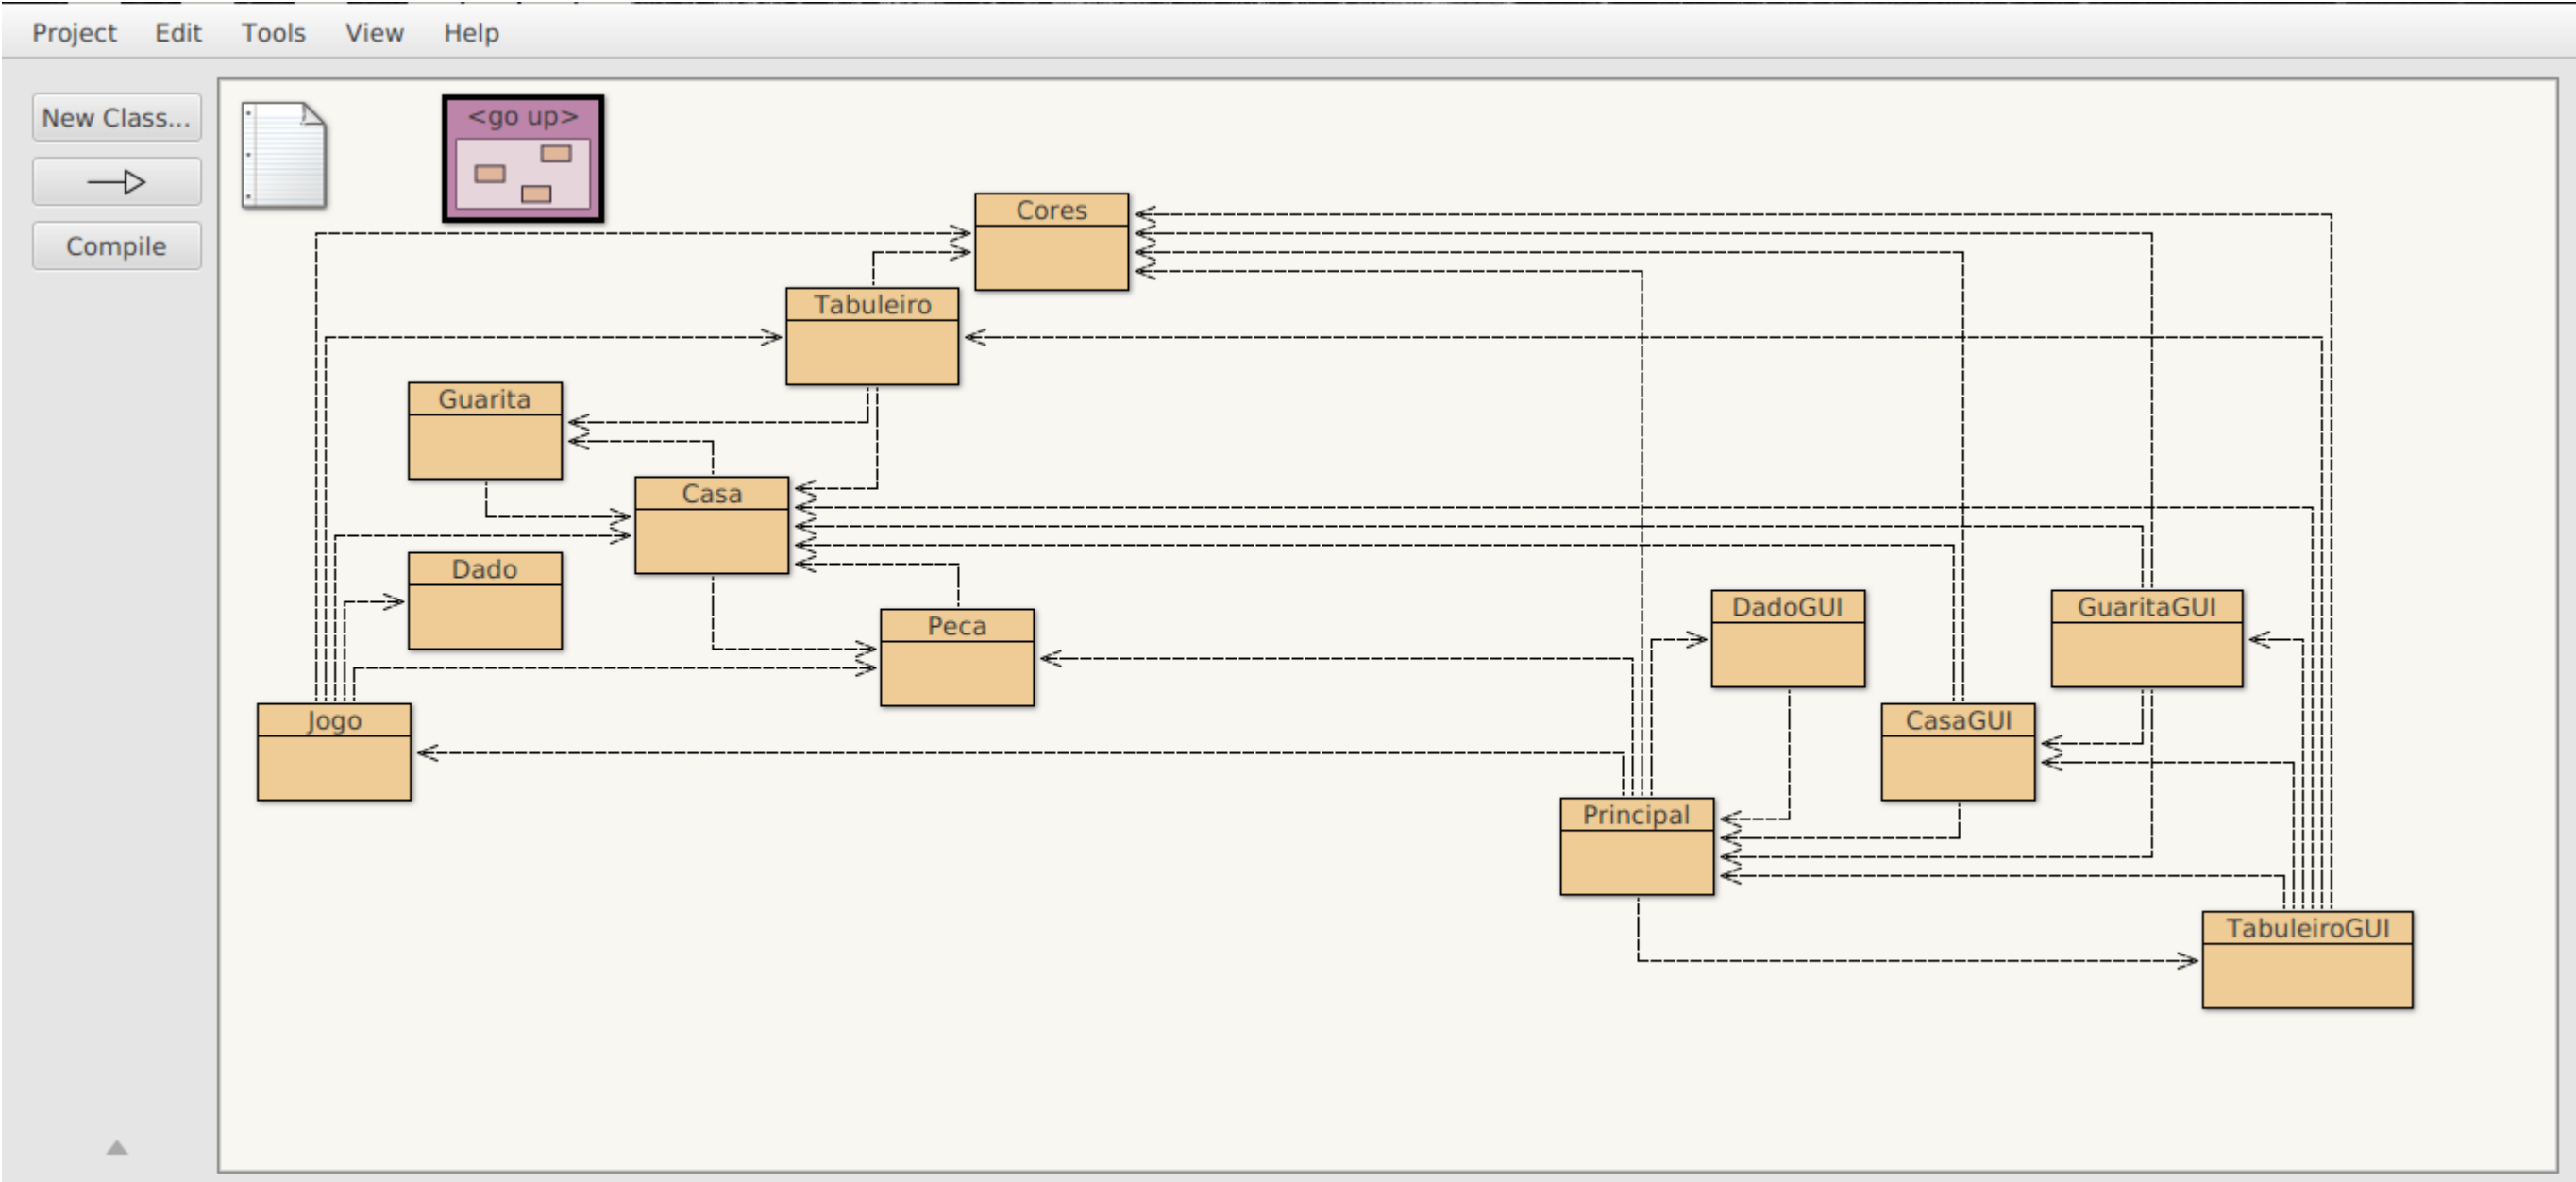 Project Edit Tools View Help
New Class...
Compile
<go up>
Cores
Tabuleiro
Guarita
Casa
Dado
Peca
DadoGUI
GuaritaGUI
Jogo
CasaGUI
Principal
TabuleiroGUI